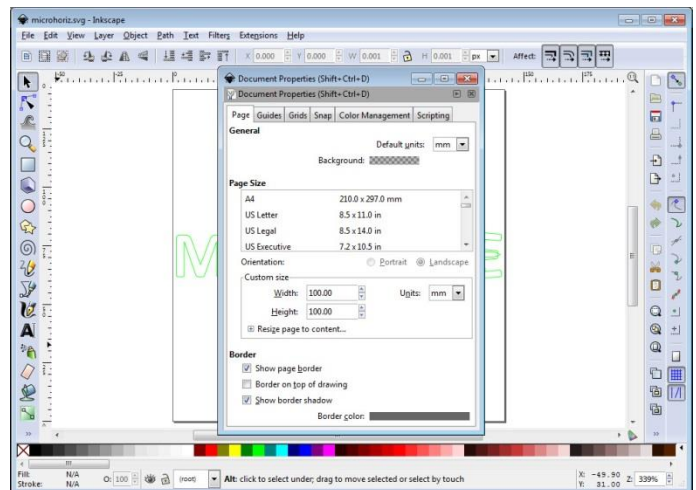 microhoriz.svg - Inkscape
File Edit View Layer Object Path Text Filters Extensions Help
X 0.000 Y 0.000 W 0.001 H 0.001 px Affect:
Document Properties (Shift+Ctrl+D)
Document Properties (Shift+Ctrl+D)
Page Guides Grids Snap Color Management Scripting
General
Default units: mm
Background:
Page Size
A4 210.0 x 297.0 mm
US Letter 8.5 x 11.0 in
US Legal 8.5 x 14.0 in
US Executive 7.2 x 10.5 in
Orientation: Portrait Landscape
Custom size
Width: 100.00 Units: mm
Height: 100.00
Resize page to content...
Border
Show page border
Border on top of drawing
Show border shadow
Border color:
M E
Fill: N/A
Stroke: N/A
O: 100 (root) Alt: click to select under; drag to move selected or select by touch
X: -49.90
Y: 31.00
Z: 339%